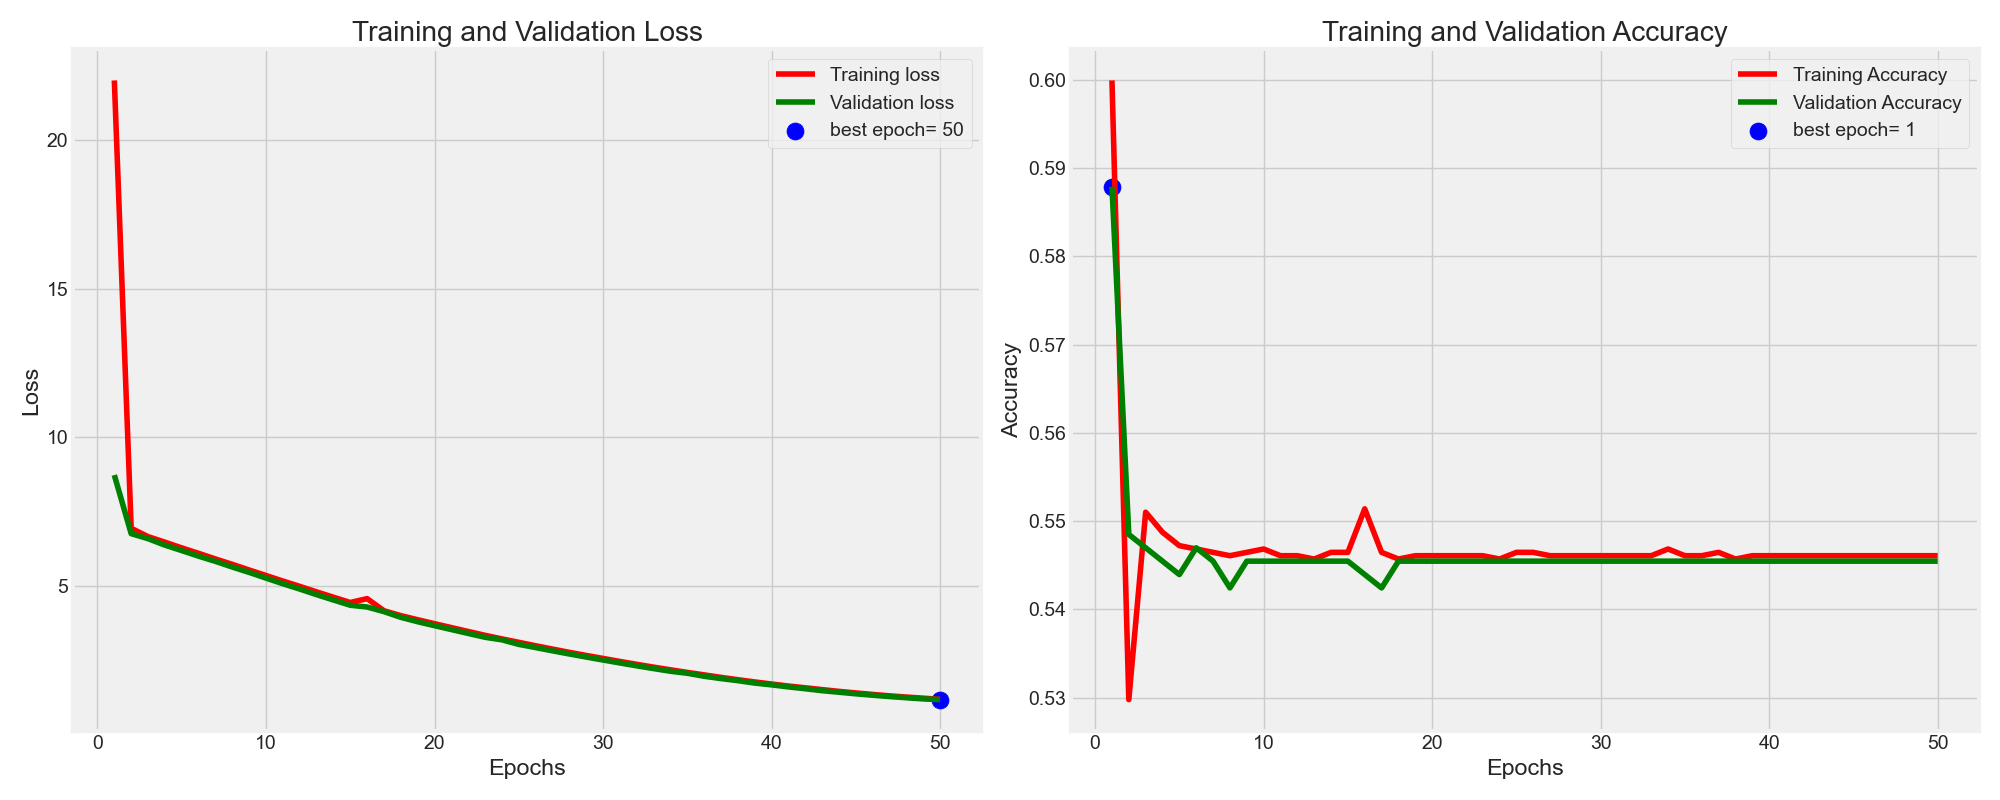 Training and Validation Loss
Training loss
Validation loss
best epoch= 50
Loss
20
15
10
5
0 10 20 30 40 50
Epochs
Training and Validation Accuracy
Training Accuracy
Validation Accuracy
best epoch= 1
Accuracy
0.60
0.59
0.58
0.57
0.56
0.55
0.54
0.53
0 10 20 30 40 50
Epochs